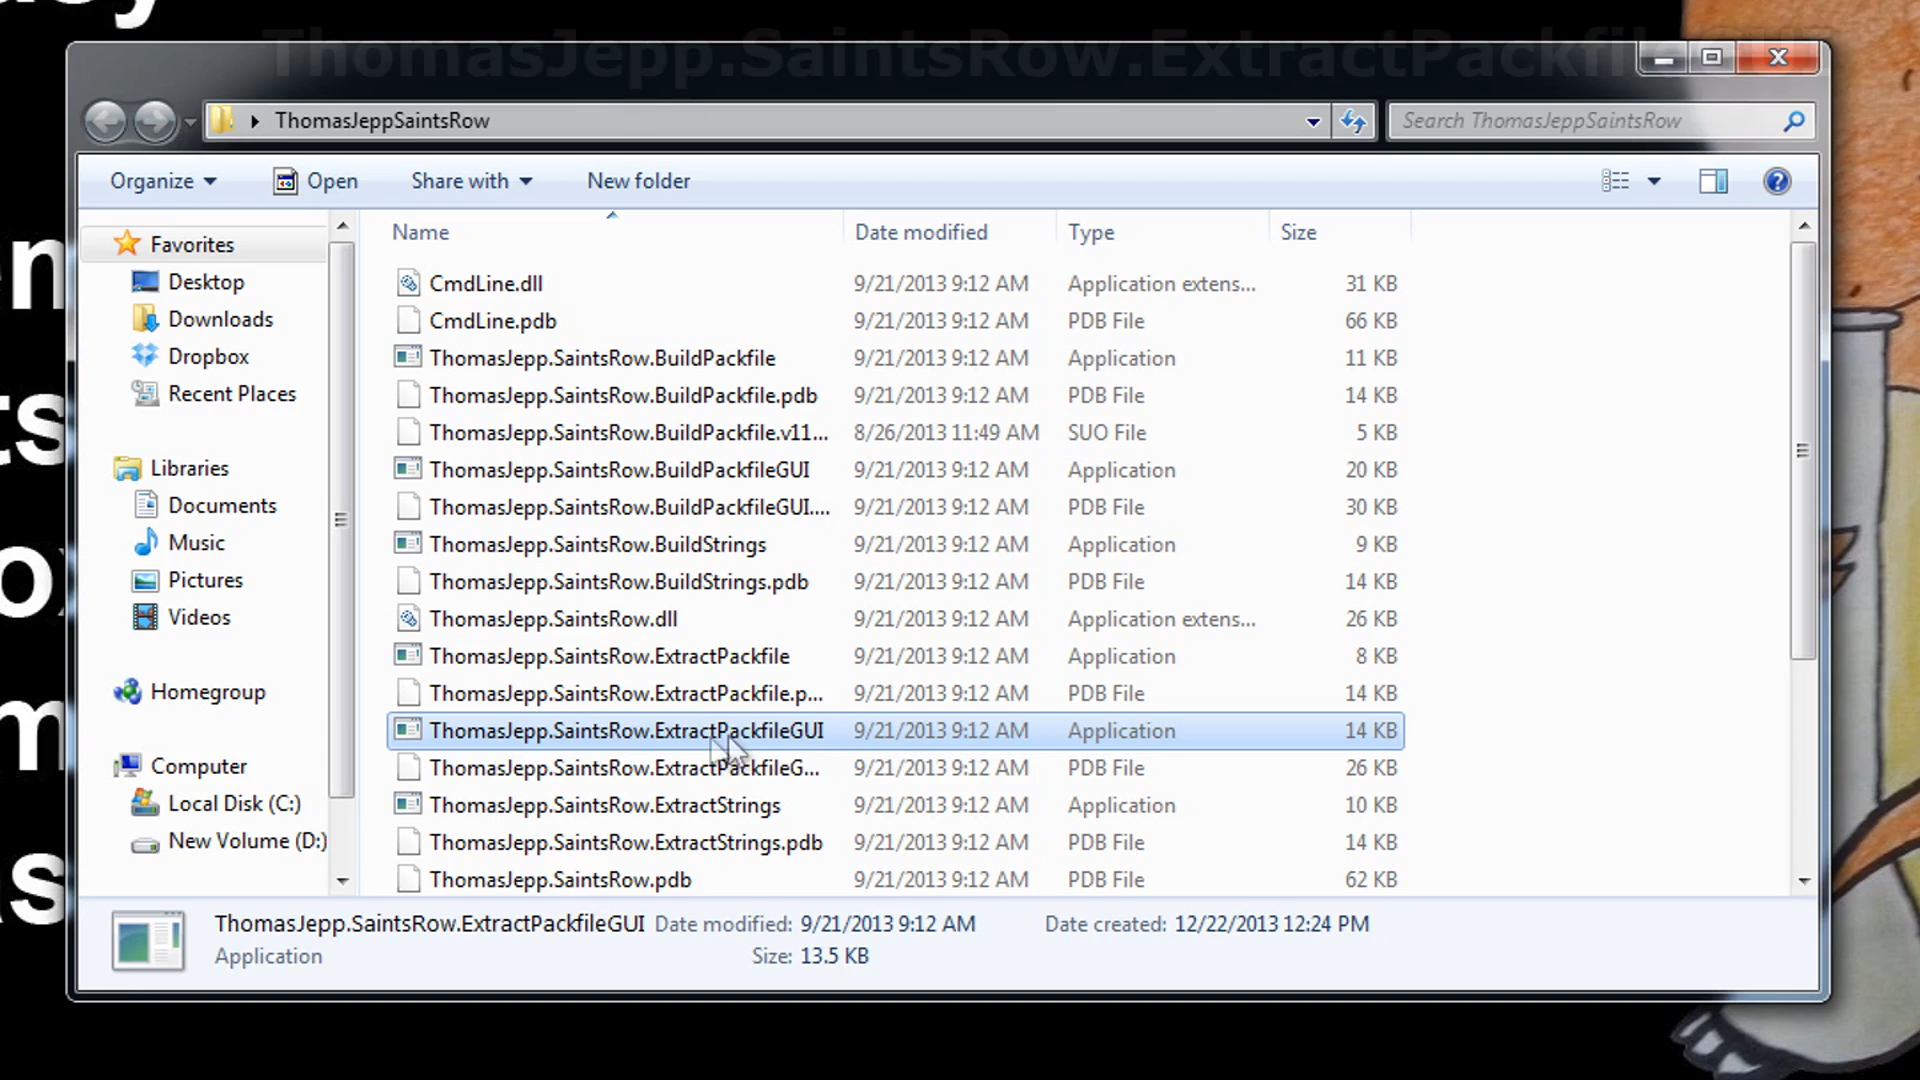 ThomasJepp.SaintsRow.ExtractPackfile
ThomasJeppSaintsRow
Search ThomasJeppSaintsRow
Organize Open Share with New folder
Name Date modified Type Size
CmdLine.dll 9/21/2013 9:12 AM Application extens... 31 KB
CmdLine.pdb 9/21/2013 9:12 AM PDB File 66 KB
ThomasJepp.SaintsRow.BuildPackfile 9/21/2013 9:12 AM Application 11 KB
ThomasJepp.SaintsRow.BuildPackfile.pdb 9/21/2013 9:12 AM PDB File 14 KB
ThomasJepp.SaintsRow.BuildPackfile.v11... 8/26/2013 11:49 AM SUO File 5 KB
ThomasJepp.SaintsRow.BuildPackfileGUI 9/21/2013 9:12 AM Application 20 KB
ThomasJepp.SaintsRow.BuildPackfileGUI.... 9/21/2013 9:12 AM PDB File 30 KB
ThomasJepp.SaintsRow.BuildStrings 9/21/2013 9:12 AM Application 9 KB
ThomasJepp.SaintsRow.BuildStrings.pdb 9/21/2013 9:12 AM PDB File 14 KB
ThomasJepp.SaintsRow.dll 9/21/2013 9:12 AM Application extens... 26 KB
ThomasJepp.SaintsRow.ExtractPackfile 9/21/2013 9:12 AM Application 8 KB
ThomasJepp.SaintsRow.ExtractPackfile.p... 9/21/2013 9:12 AM PDB File 14 KB
ThomasJepp.SaintsRow.ExtractPackfileGUI 9/21/2013 9:12 AM Application 14 KB
ThomasJepp.SaintsRow.ExtractPackfileG... 9/21/2013 9:12 AM PDB File 26 KB
ThomasJepp.SaintsRow.ExtractStrings 9/21/2013 9:12 AM Application 10 KB
ThomasJepp.SaintsRow.ExtractStrings.pdb 9/21/2013 9:12 AM PDB File 14 KB
ThomasJepp.SaintsRow.pdb 9/21/2013 9:12 AM PDB File 62 KB
Favorites
Desktop
Downloads
Dropbox
Recent Places
Libraries
Documents
Music
Pictures
Videos
Homegroup
Computer
Local Disk (C:)
New Volume (D:)
ThomasJepp.SaintsRow.ExtractPackfileGUI Date modified: 9/21/2013 9:12 AM Date created: 12/22/2013 12:24 PM
Application Size: 13.5 KB